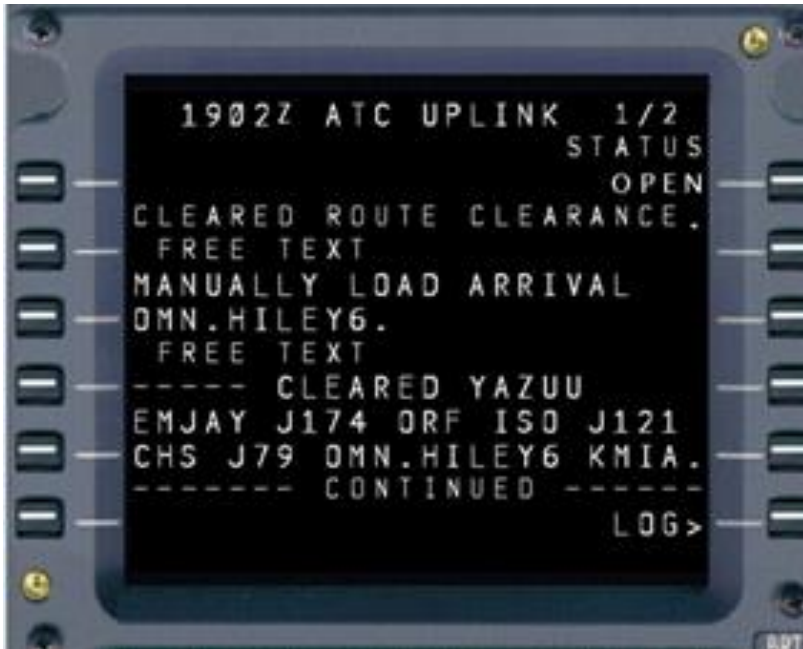 1902Z ATC UPLINK 1/2
STATUS
OPEN
CLEARED ROUTE CLEARANCE.
FREE TEXT
MANUALLY LOAD ARRIVAL
OMN.HILEY6.
FREE TEXT
----- CLEARED YAZUU
EMJAY J174 ORF ISO J121
CHS J79 OMN.HILEY6 KMIA.
------- CONTINUED ------
LOG>